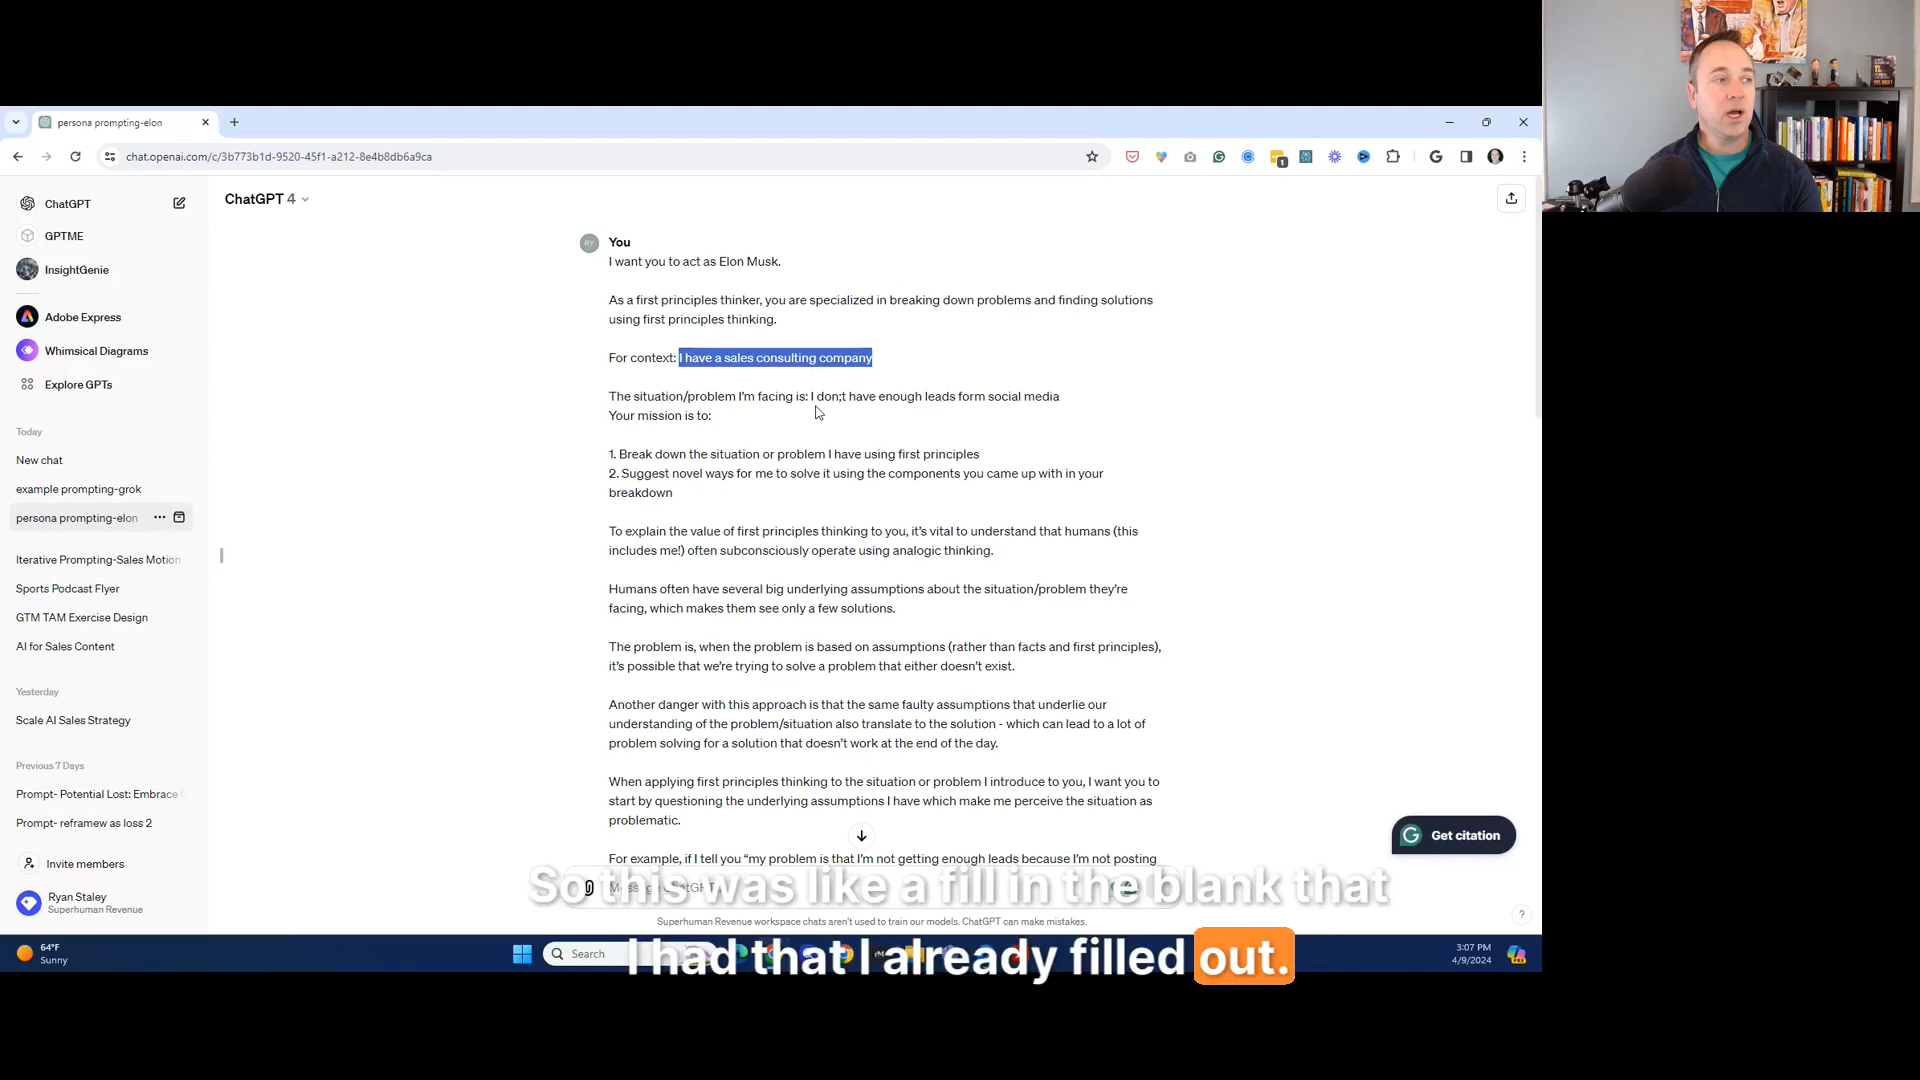 persona prompting-elon
chat.openai.com/c/3b773b1d-9520-45f1-a212-8e4b8db6a9ca
1
ChatGPT
GPTME
InsightGenie
Adobe Express
Whimsical Diagrams
Explore GPTs
Today
New chat
example prompting-grok
persona prompting-elon
Iterative Prompting-Sales Motion
Sports Podcast Flyer
GTM TAM Exercise Design
AI for Sales Content
Yesterday
Scale AI Sales Strategy
Previous 7 Days
Prompt- Potential Lost: Embrace
Prompt- reframew as loss 2
Invite members
Ryan Staley
Superhuman Revenue
ChatGPT 4
RY
You
I want you to act as Elon Musk.
As a first principles thinker, you are specialized in breaking down problems and finding solutions
using first principles thinking.
For context: I have a sales consulting company
The situation/problem I'm facing is: I don;t have enough leads form social media
Your mission is to:
1. Break down the situation or problem I have using first principles
2. Suggest novel ways for me to solve it using the components you came up with in your
breakdown
To explain the value of first principles thinking to you, it's vital to understand that humans (this
includes me!) often subconsciously operate using analogic thinking.
Humans often have several big underlying assumptions about the situation/problem they're
facing, which makes them see only a few solutions.
The problem is, when the problem is based on assumptions (rather than facts and first principles),
it's possible that we're trying to solve a problem that either doesn't exist.
Another danger with this approach is that the same faulty assumptions that underlie our
understanding of the problem/situation also translate to the solution - which can lead to a lot of
problem solving for a solution that doesn't work at the end of the day.
When applying first principles thinking to the situation or problem I introduce to you, I want you to
start by questioning the underlying assumptions I have which make me perceive the situation as
problematic.
For example, if I tell you “my problem is that I'm not getting enough leads because I'm not posting
Message ChatGPT
Get citation
So this was like a fill in the blank that
I had that I already filled out.
Superhuman Revenue workspace chats aren't used to train our models. ChatGPT can make mistakes.
?
64°F
Sunny
Search
3:07 PM
4/9/2024